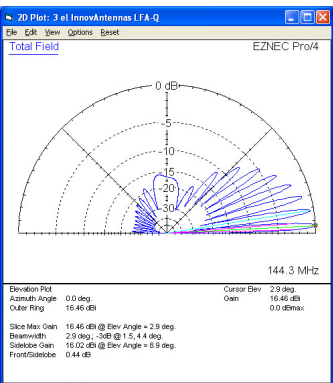 2D Plot: 3 el InnovAntennas LFA-Q
File Edit View Options Reset
Total Field EZNEC Pro/4
0 dB
-5
-10
-15
-20
-30
144.3 MHz
Elevation Plot Cursor Elev 2.9 deg.
Azimuth Angle 0.0 deg. Gain 16.46 dBi
Outer Ring 16.46 dBi 0.0 dBmax
Slice Max Gain 16.46 dBi @ Elev Angle = 2.9 deg.
Beamwidth 2.9 deg.; -3dB @ 1.5, 4.4 deg.
Sidelobe Gain 16.02 dBi @ Elev Angle = 8.9 deg.
Front/Sidelobe 0.44 dB